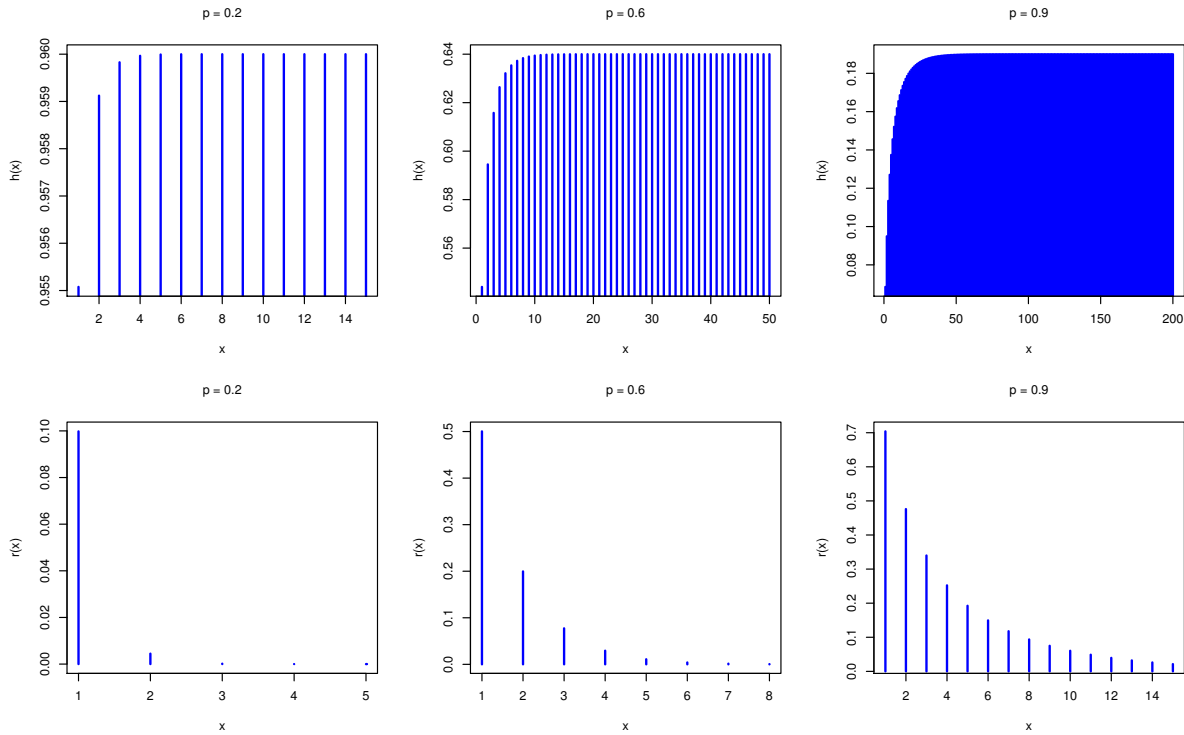 p = 0.2
h(x)
0.955 0.956 0.957 0.958 0.959 0.960
2 4 6 8 10 12 14
x
p = 0.6
h(x)
0.56 0.58 0.60 0.62 0.64
0 10 20 30 40 50
x
p = 0.9
h(x)
0.08 0.10 0.12 0.14 0.16 0.18
0 50 100 150 200
x
p = 0.2
r(x)
0.00 0.02 0.04 0.06 0.08 0.10
1 2 3 4 5
x
p = 0.6
r(x)
0.0 0.1 0.2 0.3 0.4 0.5
1 2 3 4 5 6 7 8
x
p = 0.9
r(x)
0.0 0.1 0.2 0.3 0.4 0.5 0.6 0.7
2 4 6 8 10 12 14
x